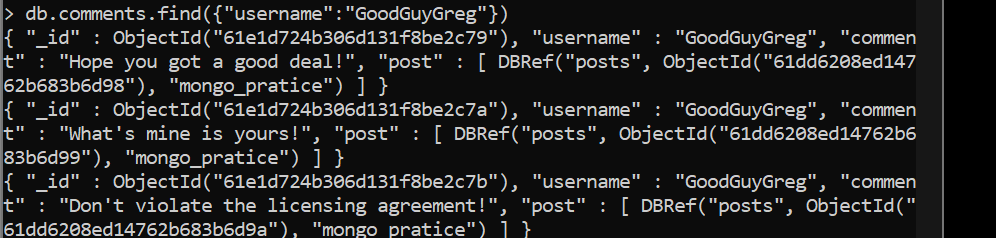 > db.comments.find({"username":"GoodGuyGreg"})
{ "_id" : ObjectId("61e1d724b306d131f8be2c79"), "username" : "GoodGuyGreg", "commen
t" : "Hope you got a good deal!", "post" : [ DBRef("posts", ObjectId("61dd6208ed147
62b683b6d98"), "mongo_pratice") ] }
{ "_id" : ObjectId("61e1d724b306d131f8be2c7a"), "username" : "GoodGuyGreg", "commen
t" : "What's mine is yours!", "post" : [ DBRef("posts", ObjectId("61dd6208ed14762b6
83b6d99"), "mongo_pratice") ] }
{ "_id" : ObjectId("61e1d724b306d131f8be2c7b"), "username" : "GoodGuyGreg", "commen
t" : "Don't violate the licensing agreement!", "post" : [ DBRef("posts", ObjectId("
61dd6208ed14762b683b6d9a"), "mongo_pratice") ] }